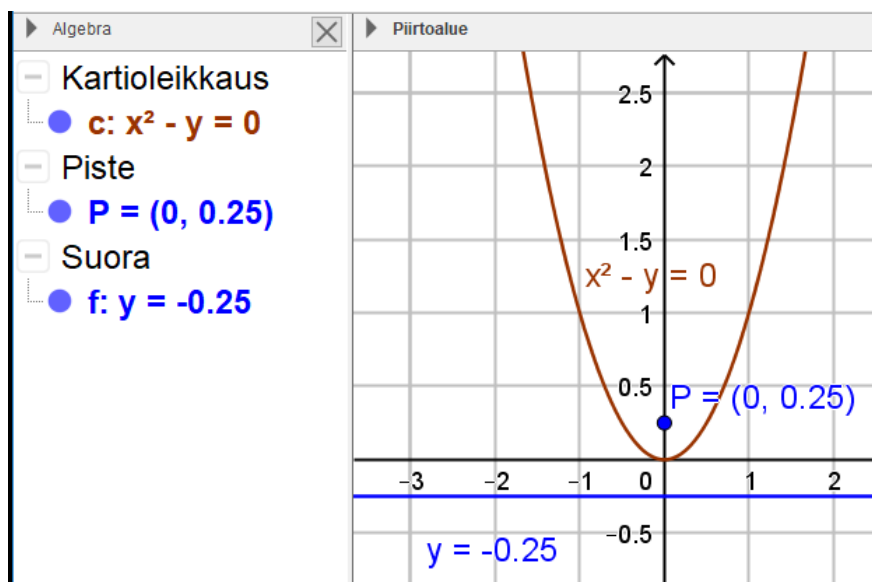 Algebra
Kartioleikkaus
c: x² - y = 0
Piste
P = (0, 0.25)
Suora
f: y = -0.25
Piirtoalue
2.5
2
1.5
x² - y = 0
1
0.5
P = (0, 0.25)
−3 −2 −1 0 1 2
−0.5
y = -0.25